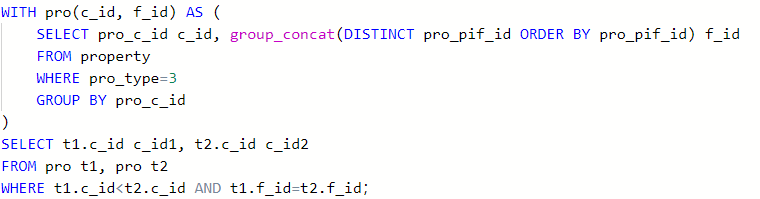 WITH pro(c_id, f_id) AS (
    SELECT pro_c_id c_id, group_concat(DISTINCT pro_pif_id ORDER BY pro_pif_id) f_id
    FROM property
    WHERE pro_type=3
    GROUP BY pro_c_id
)
SELECT t1.c_id c_id1, t2.c_id c_id2
FROM pro t1, pro t2
WHERE t1.c_id<t2.c_id AND t1.f_id=t2.f_id;